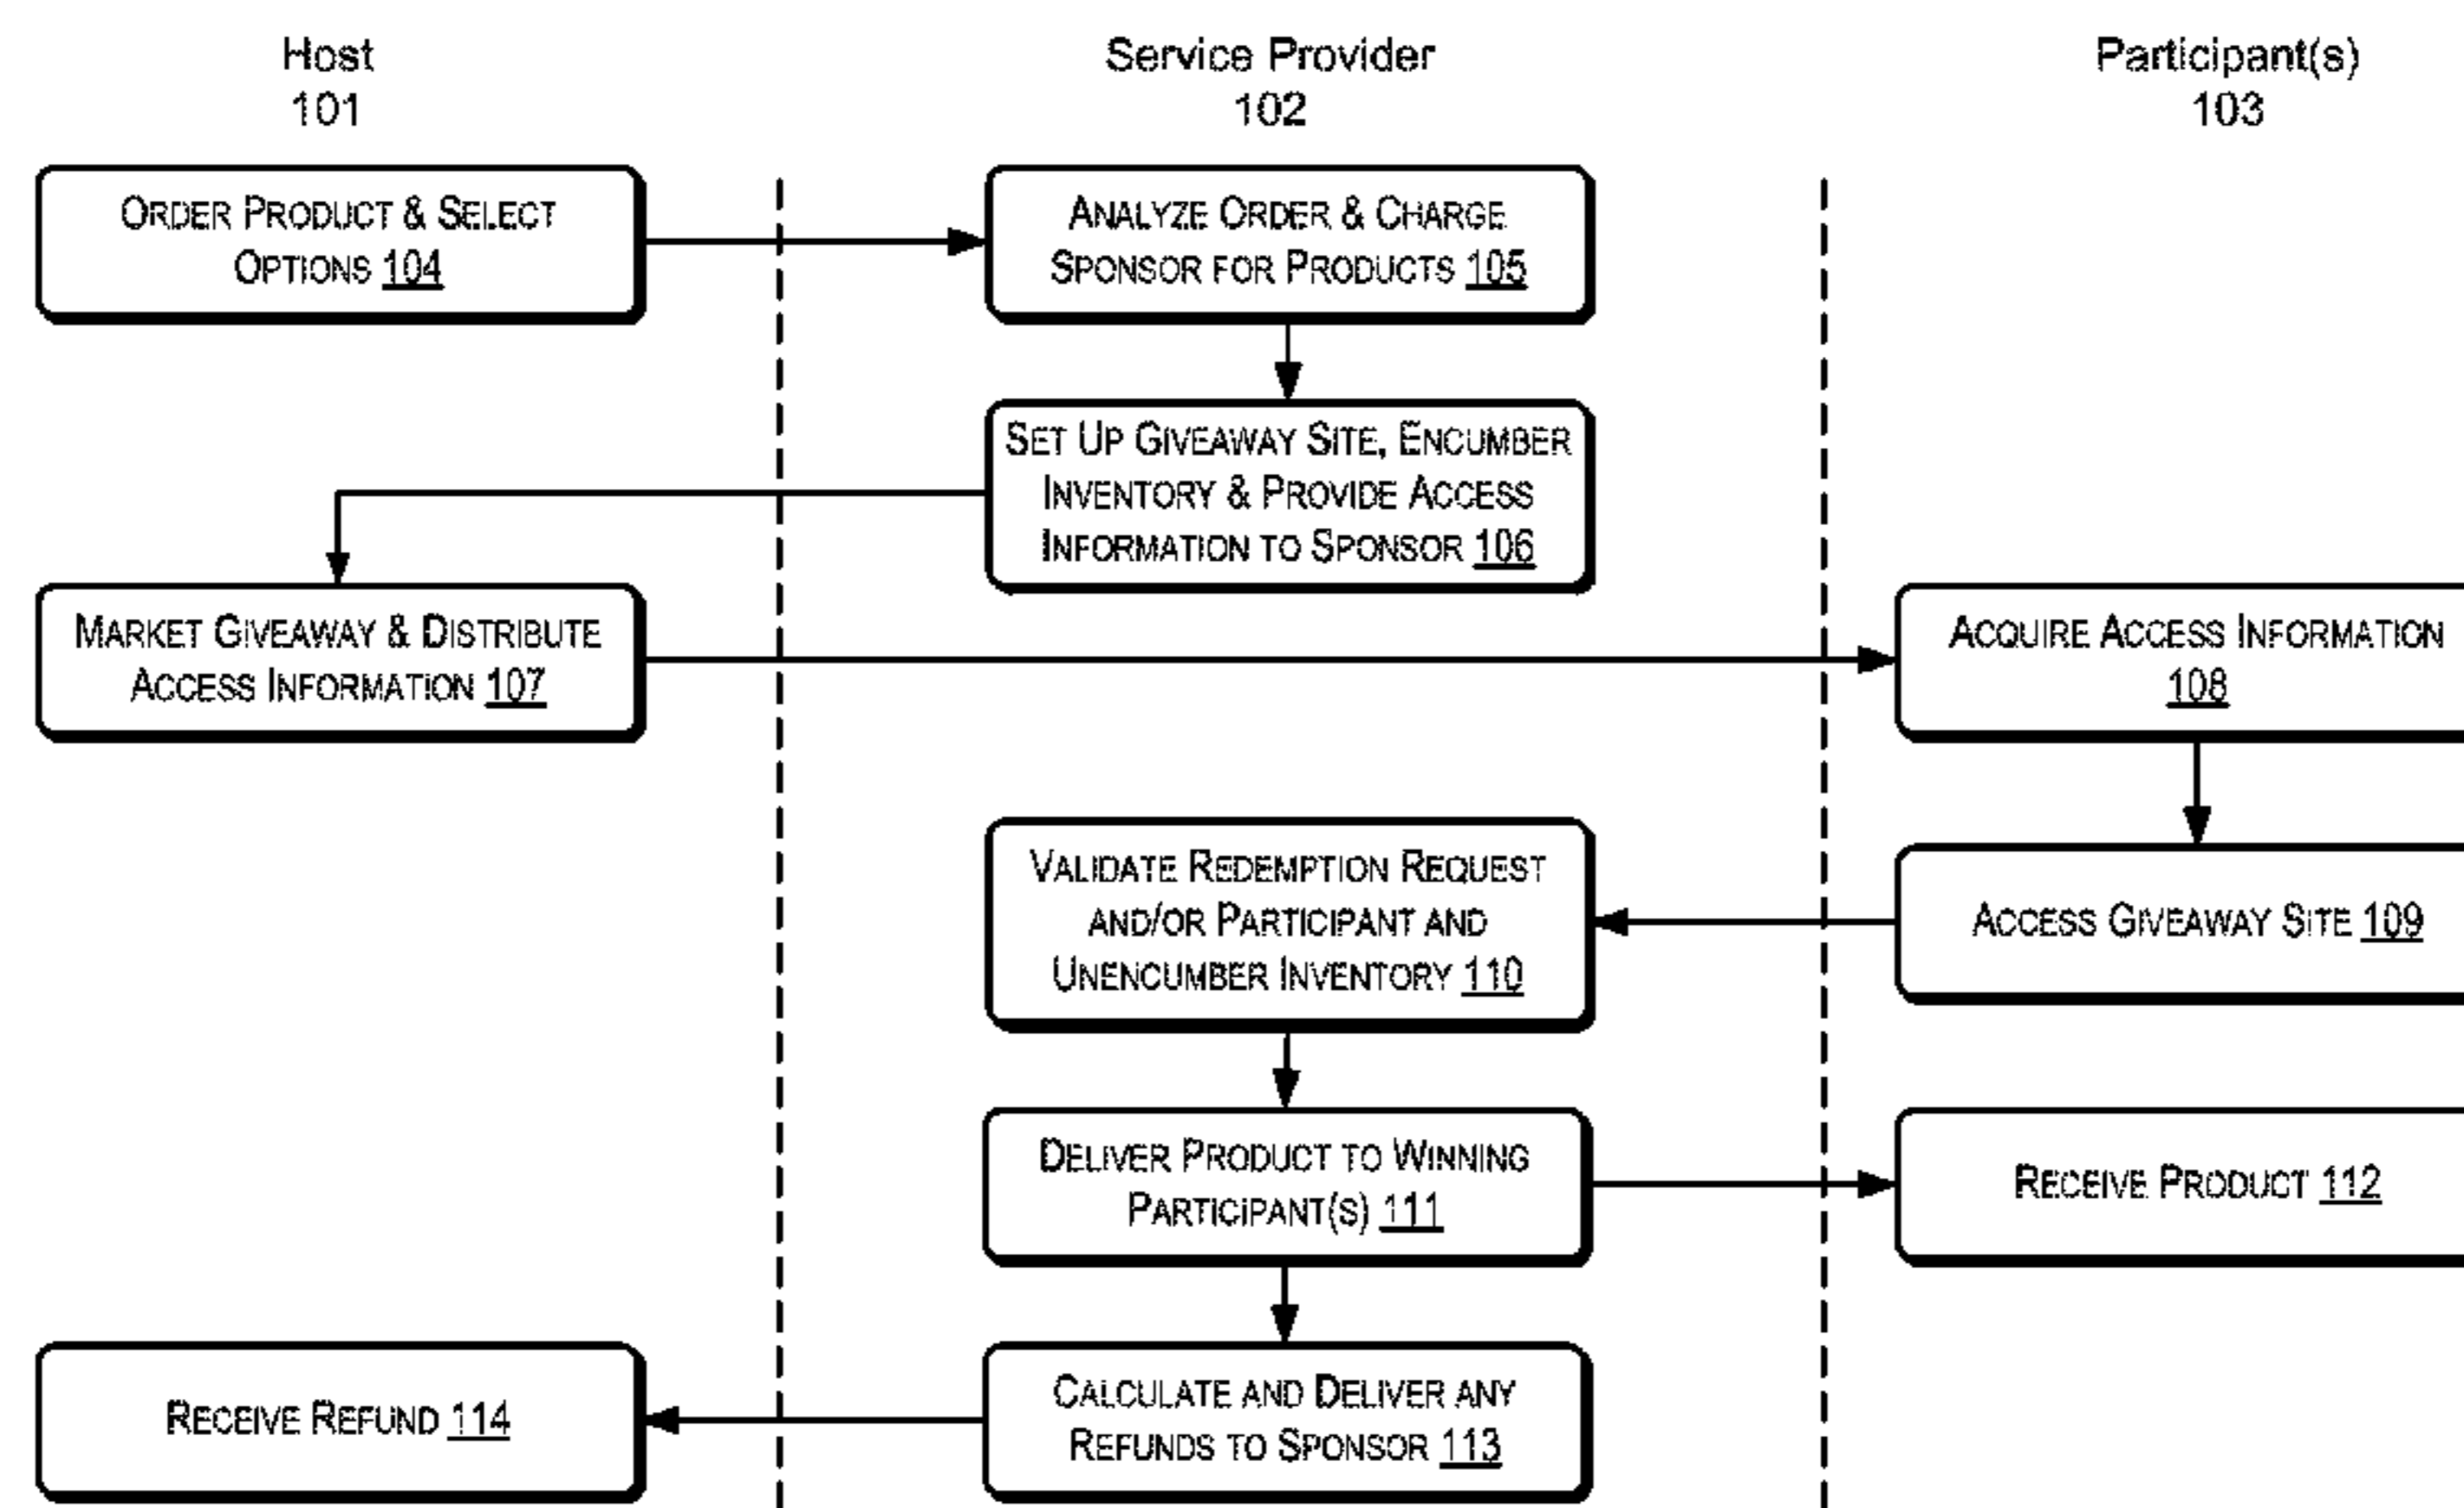 Host
101
Service Provider
102
Participant(s)
103
ORDER PRODUCT & SELECT
OPTIONS 104
ANALYZE ORDER & CHARGE
SPONSOR FOR PRODUCTS 105
SET UP GIVEAWAY SITE, ENCUMBER
INVENTORY & PROVIDE ACCESS
INFORMATION TO SPONSOR 106
MARKET GIVEAWAY & DISTRIBUTE
ACCESS INFORMATION 107
ACQUIRE ACCESS INFORMATION
108
ACCESS GIVEAWAY SITE 109
VALIDATE REDEMPTION REQUEST
AND/OR PARTICIPANT AND
UNENCUMBER INVENTORY 110
DELIVER PRODUCT TO WINNING
PARTICIPANT(S) 111
RECEIVE PRODUCT 112
CALCULATE AND DELIVER ANY
REFUNDS TO SPONSOR 113
RECEIVE REFUND 114